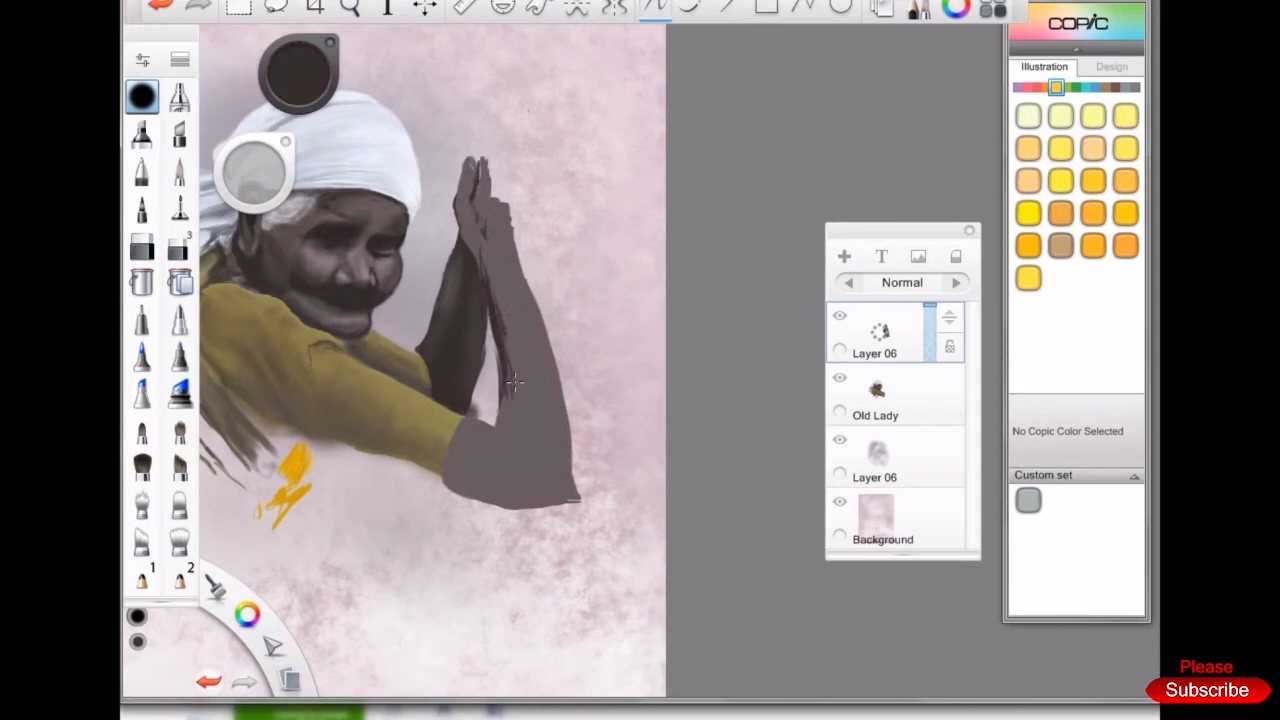 COPIC
Illustration Design
3
Normal
Layer 06
Old Lady
Layer 06
Background
No Copic Color Selected
Custom set
1 2
Please
Subscribe